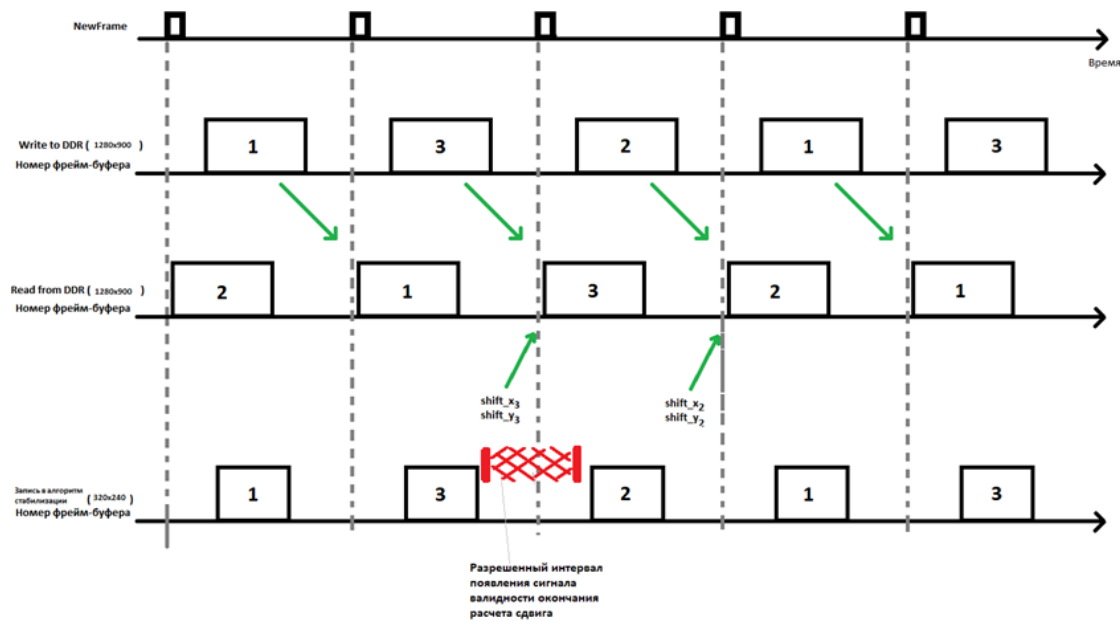 NewFrame
Время
Write to DDR ( 1280x900 )
Номер фрейм-буфера
1 3 2 1 3
Read from DDR ( 1280x900 )
Номер фрейм-буфера
2 1 3 2 1
shift_x3
shift_y3
shift_x2
shift_y2
Запись в алгоритм
стабилизации ( 320x240 )
Номер фрейм-буфера
1 3 2 1 3
Разрешенный интервал
появления сигнала
валидности окончания
расчета сдвига